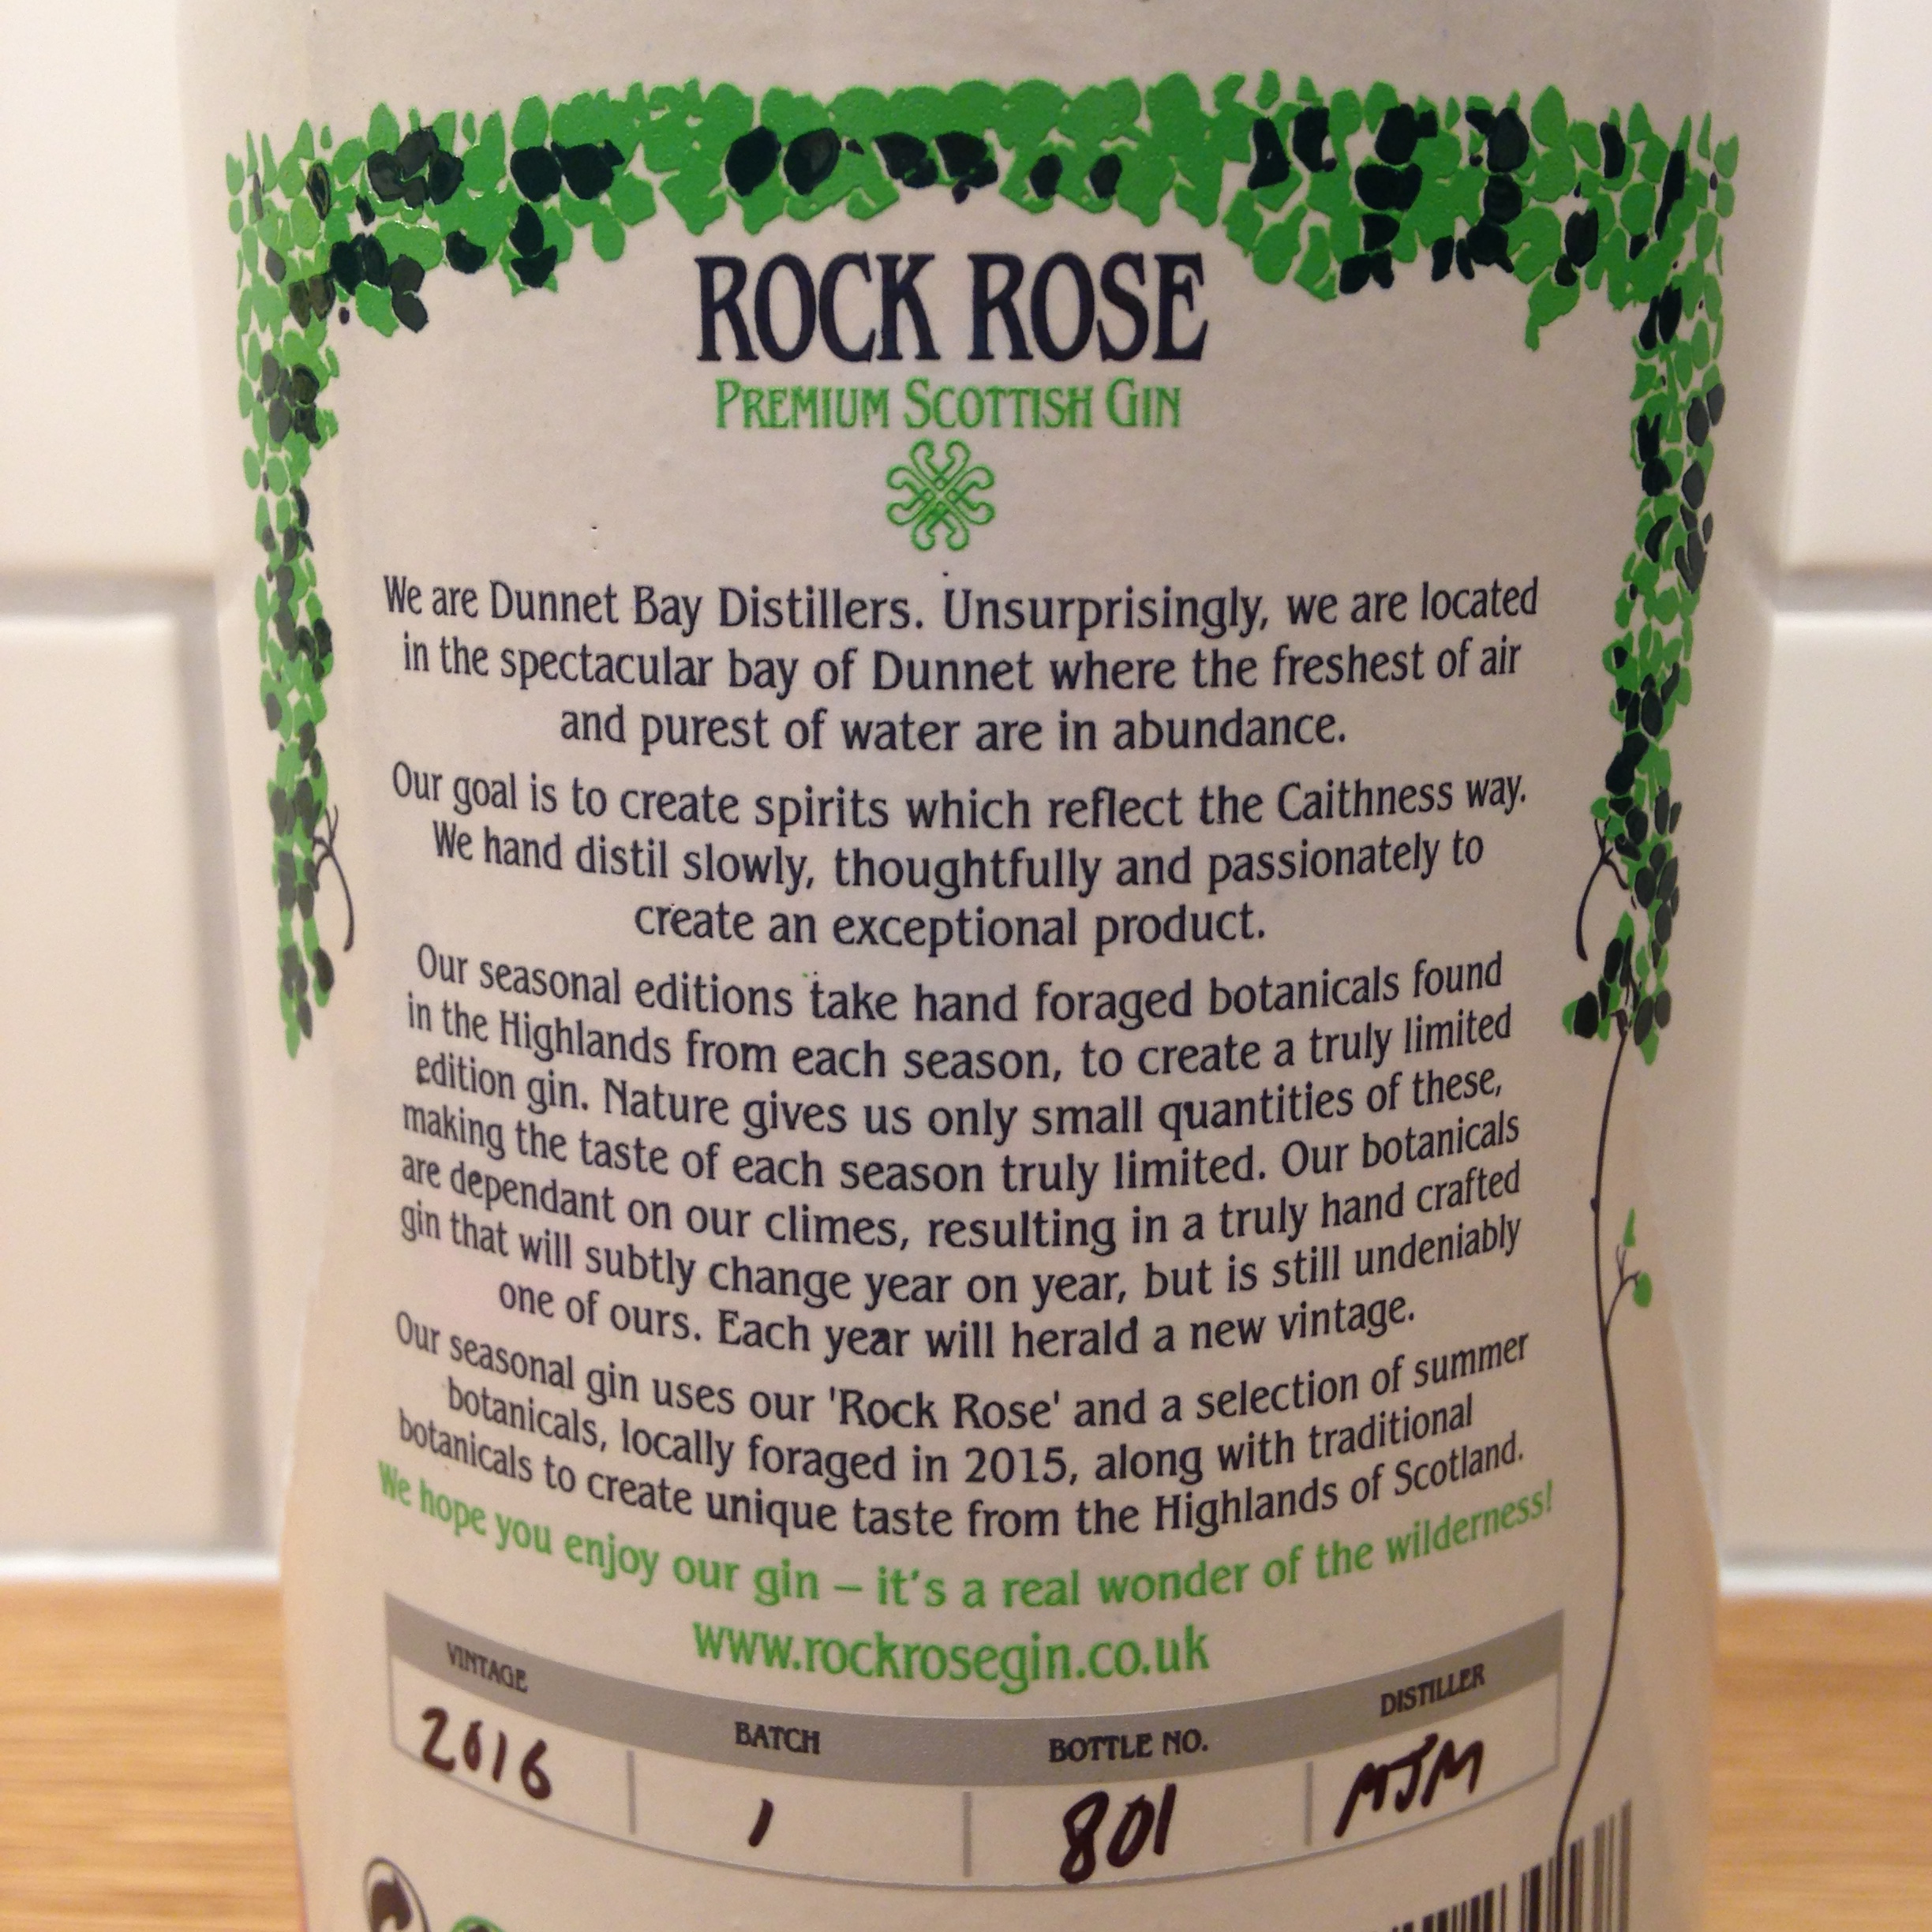 ROCK ROSE
PREMIUM SCOTTISH GIN
We are Dunnet Bay Distillers. Unsurprisingly, we are located
in the spectacular bay of Dunnet where the freshest of air
and purest of water are in abundance.
Our goal is to create spirits which reflect the Caithness way.
We hand distil slowly, thoughtfully and passionately to
create an exceptional product.
Our seasonal editions take hand foraged botanicals found
in the Highlands from each season, to create a truly limited
edition gin. Nature gives us only small quantities of these,
making the taste of each season truly limited. Our botanicals
are dependant on our climes, resulting in a truly hand crafted
gin that will subtly change year on year, but is still undeniably
one of ours. Each year will herald a new vintage.
Our seasonal gin uses our 'Rock Rose' and a selection of summer
botanicals, locally foraged in 2015, along with traditional
botanicals to create unique taste from the Highlands of Scotland.
We hope you enjoy our gin – it's a real wonder of the wilderness!
www.rockrosegin.co.uk
VINTAGE BATCH BOTTLE NO. DISTILLER
2016 1 801 MJM